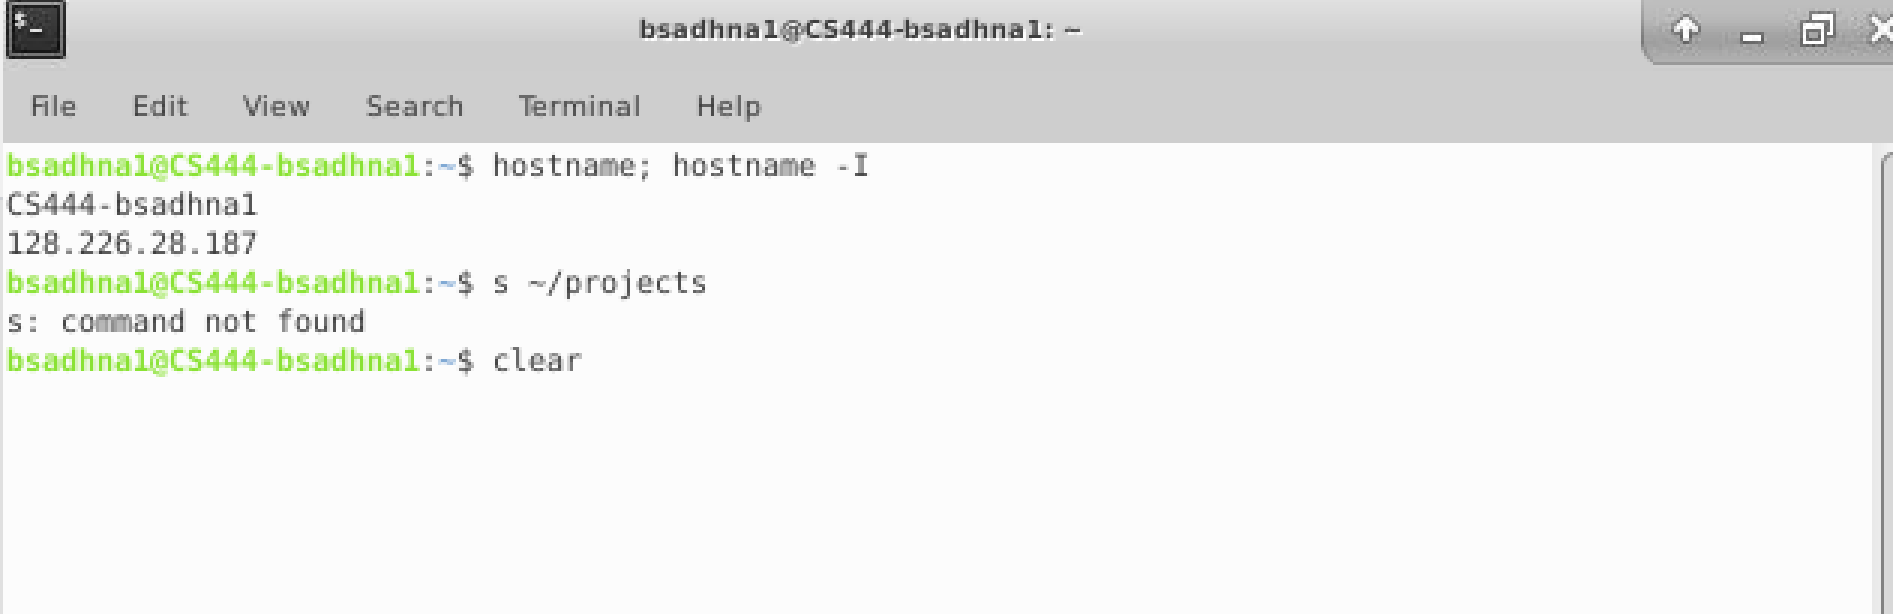 $_
bsadhna1@CS444-bsadhna1: ~
File Edit View Search Terminal Help
bsadhna1@CS444-bsadhna1:~$ hostname; hostname -I
CS444-bsadhna1
128.226.28.187
bsadhna1@CS444-bsadhna1:~$ s ~/projects
s: command not found
bsadhna1@CS444-bsadhna1:~$ clear